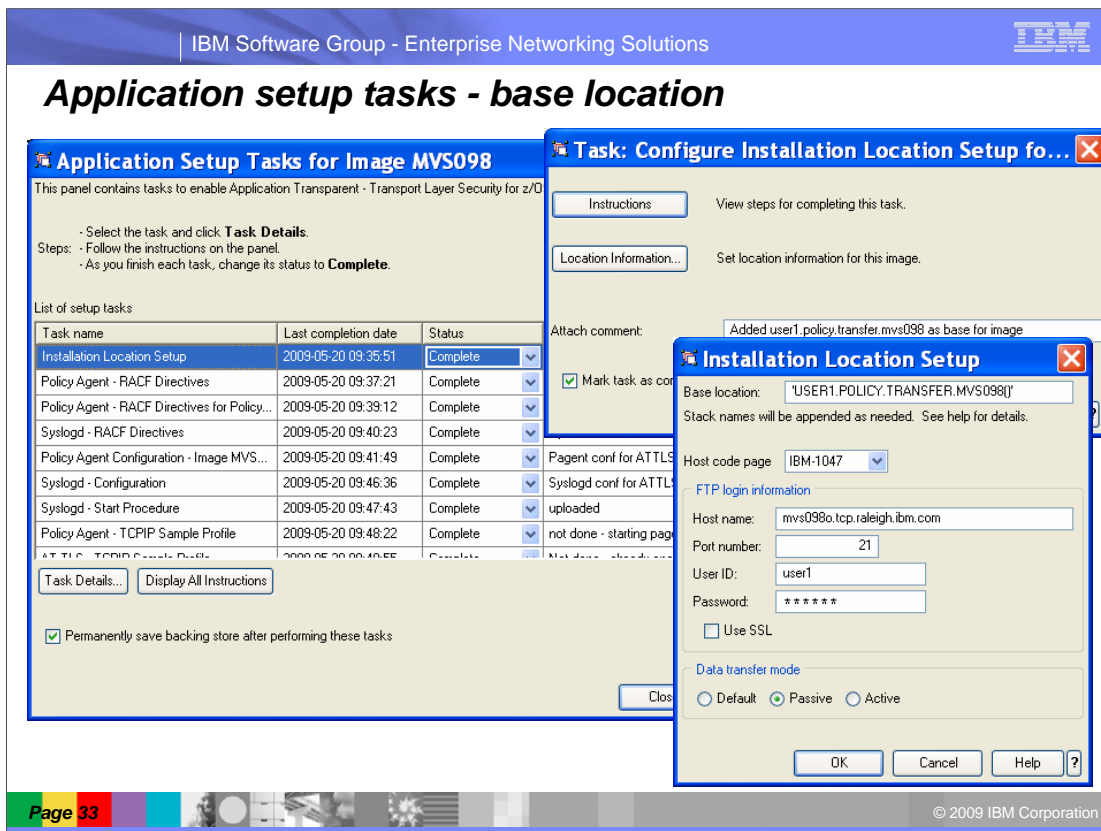 IBM Software Group - Enterprise Networking Solutions
IBM
Application setup tasks - base location
Application Setup Tasks for Image MVS098
This panel contains tasks to enable Application Transparent - Transport Layer Security for z/O
- Select the task and click Task Details.
Steps: - Follow the instructions on the panel.
- As you finish each task, change its status to Complete.
List of setup tasks
Task name Last completion date Status
Installation Location Setup 2009-05-20 09:35:51 Complete
Policy Agent - RACF Directives 2009-05-20 09:37:21 Complete
Policy Agent - RACF Directives for Policy... 2009-05-20 09:39:12 Complete
Syslogd - RACF Directives 2009-05-20 09:40:23 Complete
Policy Agent Configuration - Image MVS... 2009-05-20 09:41:49 Complete Pagent conf for ATTLS
Syslogd - Configuration 2009-05-20 09:46:36 Complete Syslogd conf for ATTLS
Syslogd - Start Procedure 2009-05-20 09:47:43 Complete uploaded
Policy Agent - TCPIP Sample Profile 2009-05-20 09:48:22 Complete not done - starting page
Task Details... Display All Instructions
Permanently save backing store after performing these tasks
Clos
Task: Configure Installation Location Setup fo...
Instructions View steps for completing this task.
Location Information... Set location information for this image.
Attach comment: Added user1.policy.transfer.mvs098 as base for image
Mark task as com
Installation Location Setup
Base location: 'USER1.POLICY.TRANSFER.MVS098()'
Stack names will be appended as needed. See help for details.
Host code page IBM-1047
FTP login information
Host name: mvs098o.tcp.raleigh.ibm.com
Port number: 21
User ID: user1
Password: ******
Use SSL
Data transfer mode
Default Passive Active
OK Cancel Help ?
Page 33
© 2009 IBM Corporation